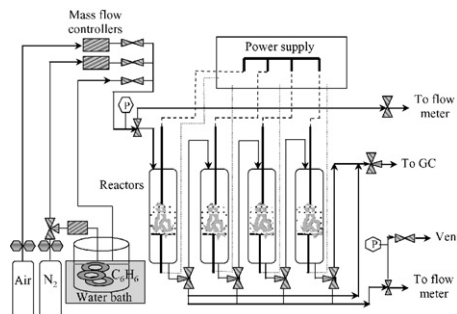 Mass flow
controllers
Power supply
P
To flow
meter
To GC
Reactors
Ven
P
To flow
meter
Air
N2
C6H6
Water bath